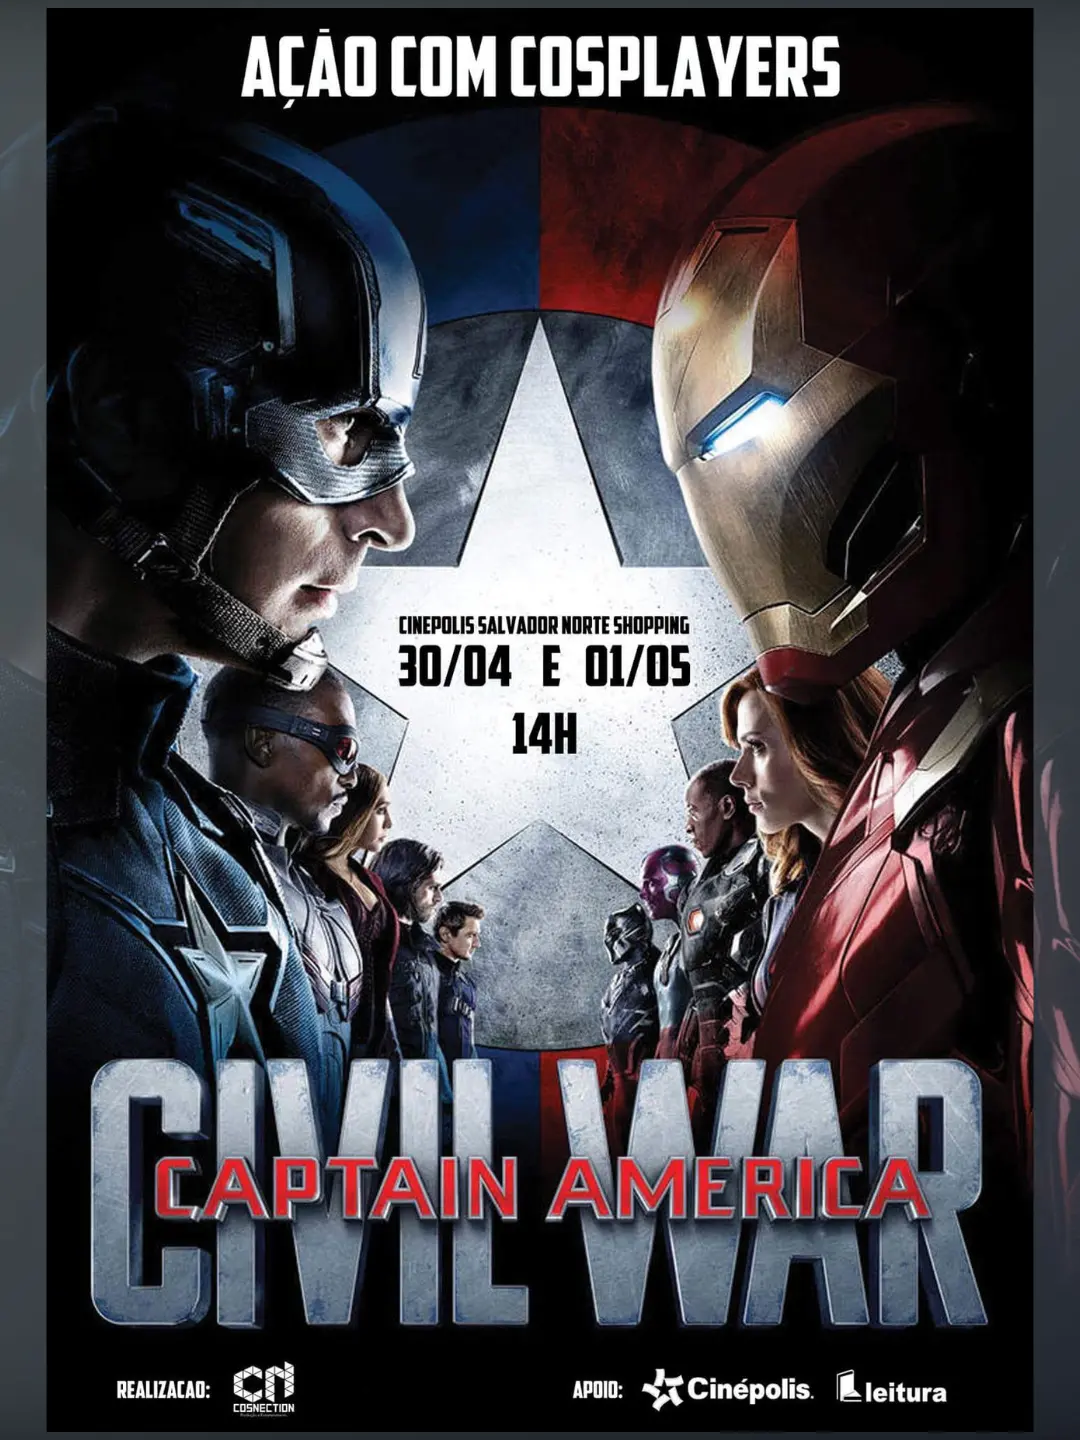 AÇÃO COM COSPLAYERS
CINEPOLIS SALVADOR NORTE SHOPPING
30/04 E 01/05
14H
CIVIL WAR
CAPTAIN AMERICA
REALIZACAO:
CN
COSNECTION
APOIO:
Cinépolis.
leitura